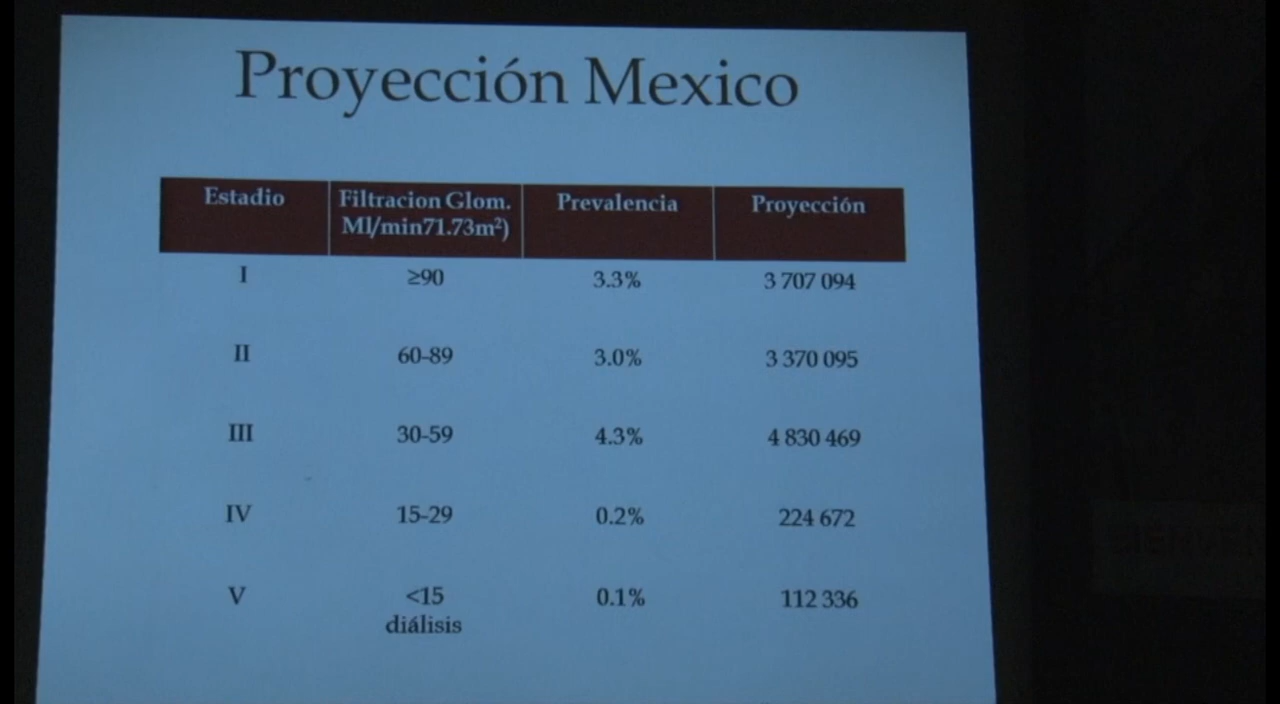 Proyección Mexico
Estadio Filtracion Glom. Prevalencia Proyección
Ml/min71.73m²)
I ≥90 3.3% 3 707 094
II 60-89 3.0% 3 370 095
III 30-59 4.3% 4 830 469
IV 15-29 0.2% 224 672
V <15 0.1% 112 336
diálisis